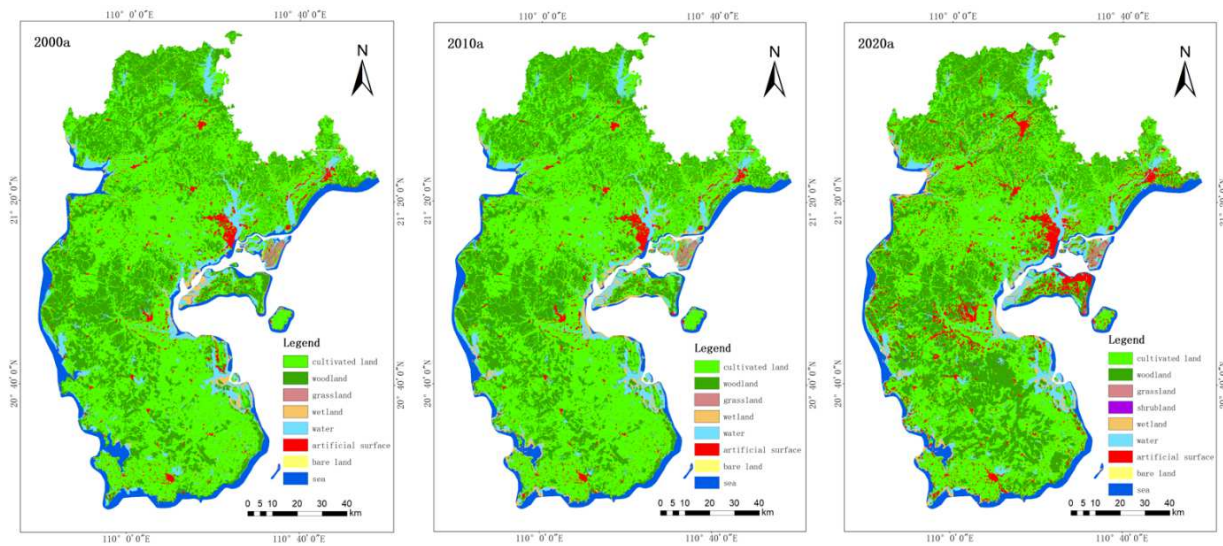 110° 0′0″E
110° 40′0″E
2000a
N
21° 20′0″N
20° 40′0″N
Legend
cultivated land
woodland
grassland
wetland
water
artificial surface
bare land
sea
0 5 10 20 30 40
km
110° 0′0″E
110° 40′0″E
110° 0′0″E
110° 40′0″E
2010a
N
21° 20′0″N
20° 40′0″N
21° 20′0″N
20° 40′0″N
Legend
cultivated land
woodland
grassland
wetland
water
artificial surface
bare land
sea
0 5 10 20 30 40
km
110° 0′0″E
110° 40′0″E
110° 0′0″E
110° 40′0″E
2020a
N
21° 20′0″N
20° 40′0″N
21° 20′0″N
20° 40′0″N
Legend
cultivated land
woodland
grassland
shrubland
wetland
water
artificial surface
bare land
sea
0 5 10 20 30 40
km
110° 0′0″E
110° 40′0″E